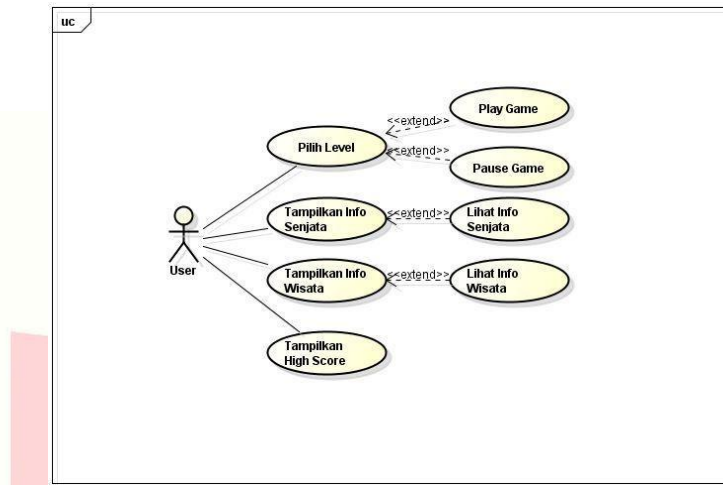 uc
Play Game
<<extend>>
Pilih Level
<<extend>>
Pause Game
Tampilkan Info
Senjata
<<extend>>
Lihat Info
Senjata
User
Tampilkan Info
Wisata
<<extend>>
Lihat Info
Wisata
Tampilkan
High Score